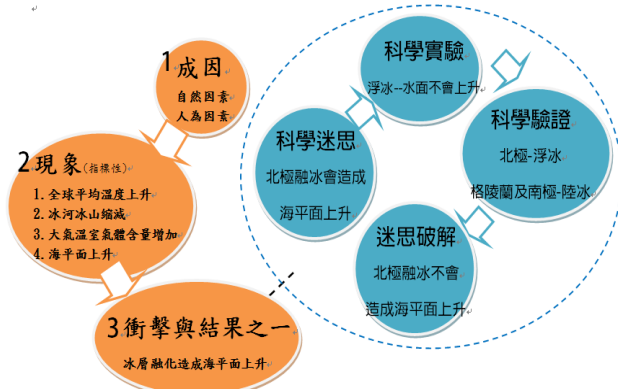 1成因
自然因素
人為因素
2現象(指標性)
1. 全球平均溫度上升
2. 冰河冰山縮減
3. 大氣溫室氣體含量增加
4. 海平面上升
3衝擊與結果之一
冰層融化造成海平面上升
科學迷思
北極融冰會造成
海平面上升
科學實驗
浮冰--水面不會上升
科學驗證
北極-浮冰
格陵蘭及南極-陸冰
迷思破解
北極融冰不會
造成海平面上升